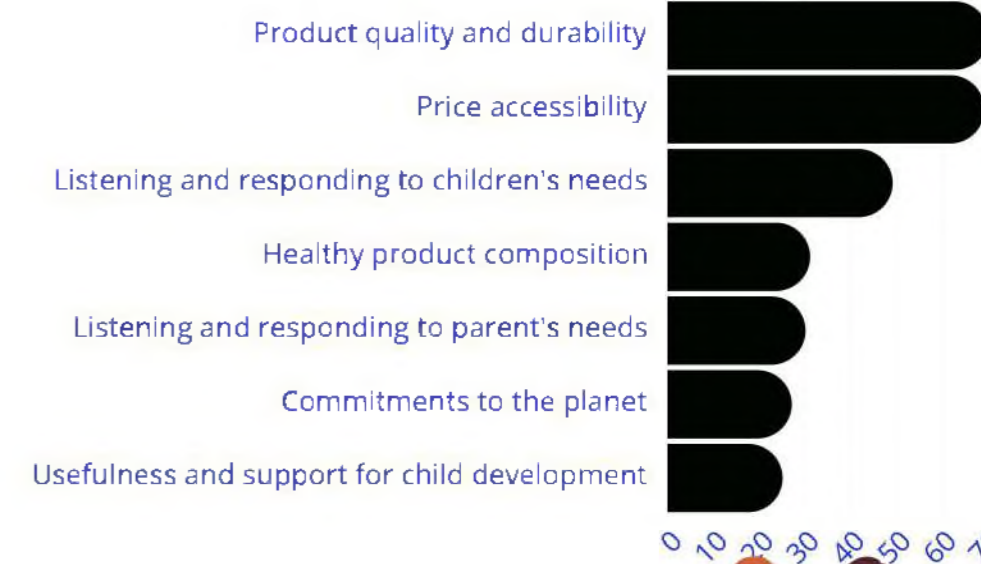 Product quality and durability
Price accessibility
Listening and responding to children's needs
Healthy product composition
Listening and responding to parent's needs
Commitments to the planet
Usefulness and support for child development
0 10 20 30 40 50 60